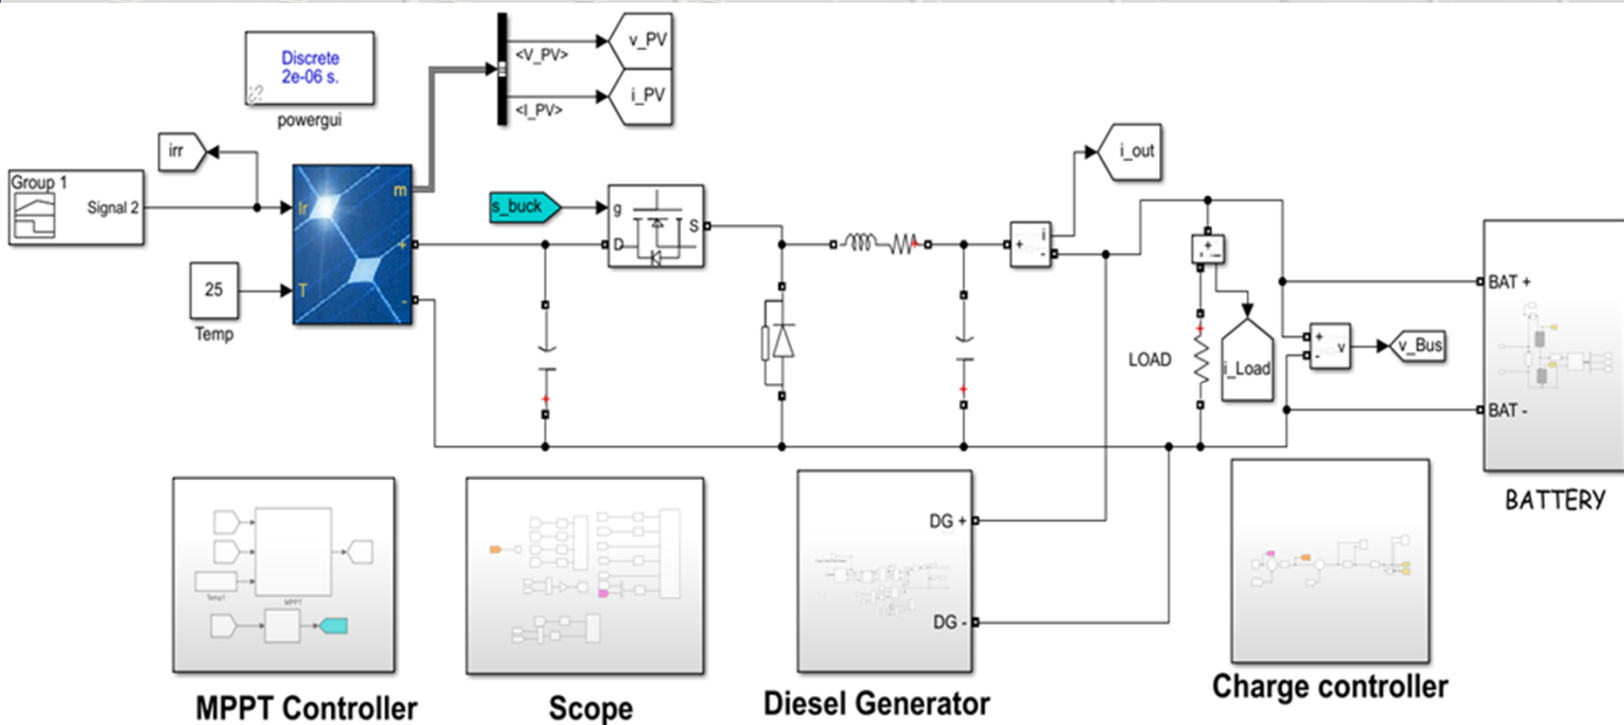 Discrete
2e-06 s.
powergui
<V_PV>
v_PV
<I_PV>
i_PV
irr
Group 1
Signal 2
Ir
m
+
T
-
25
Temp
s_buck
g
D
S
+
i
-
i_out
+
LOAD
i_Load
+
-
v
v_Bus
BAT +
BAT -
BATTERY
MPPT
MPPT Controller
Scope
DG +
DG -
Diesel Generator
Charge controller